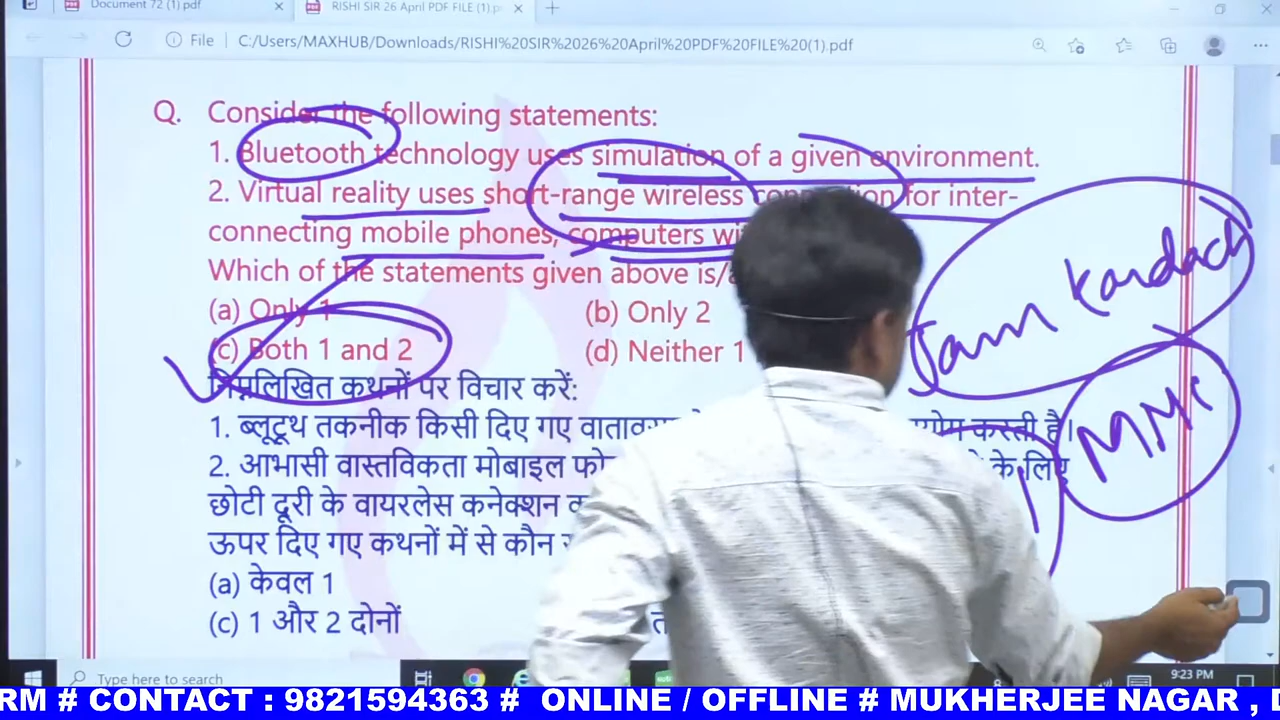 Document 72 (1).pdf
RISHI SIR 26 April PDF FILE (1).p
File
C:/Users/MAXHUB/Downloads/RISHI%20SIR%2026%20April%20PDF%20FILE%20(1).pdf
Q. Consider the following statements:
1. Bluetooth technology uses simulation of a given environment.
2. Virtual reality uses short-range wireless connection for inter-
connecting mobile phones, computers wi
Which of the statements given above is/
(a) Only 1
(b) Only 2
(c) Both 1 and 2
(d) Neither 1
Jam Kardach
निम्नलिखित कथनों पर विचार करें:
1. ब्लूटूथ तकनीक किसी दिए गए करती है।
2. आभासी वास्तविकता मोबाइल के लिए
छोटी दूरी के वायरलेस कनेक्शन
ऊपर दिए गए कथनों में से कौन
(a) केवल 1
(c) 1 और 2 दोनों
Type here to search
9:23 PM
RM # CONTACT : 9821594363 # ONLINE / OFFLINE # MUKHERJEE NAGAR ,